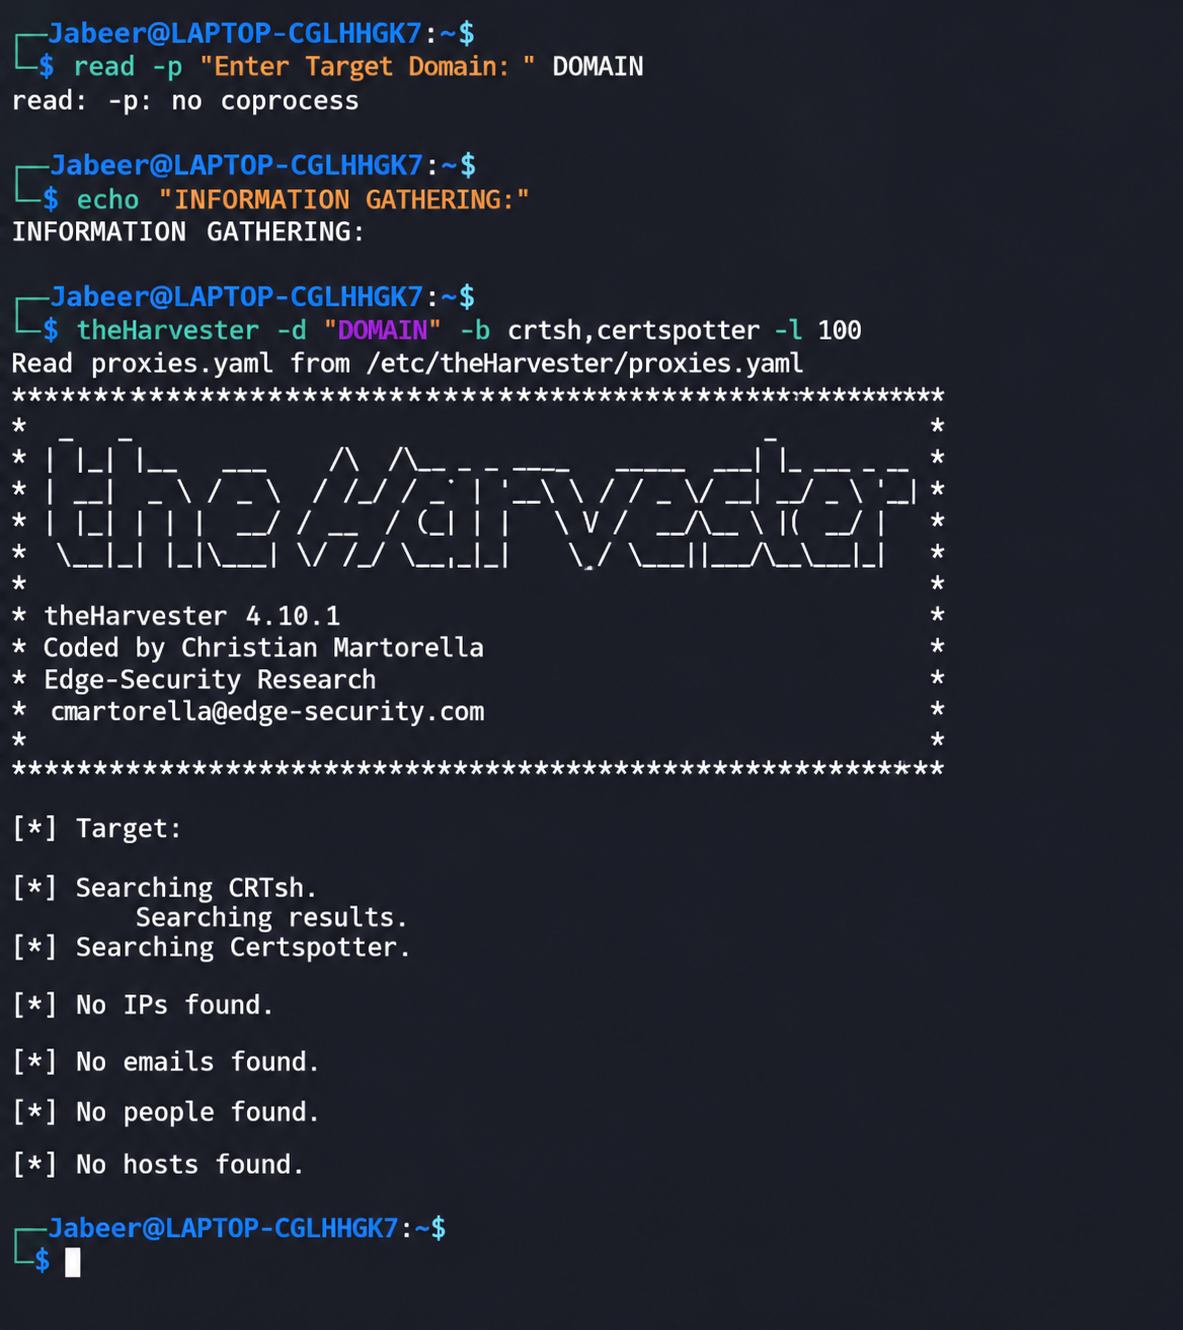 ┌──Jabeer@LAPTOP-CGLHHGK7:~$
└─$ read -p "Enter Target Domain: " DOMAIN
read: -p: no coprocess
┌──Jabeer@LAPTOP-CGLHHGK7:~$
└─$ echo "INFORMATION GATHERING:"
INFORMATION GATHERING:
┌──Jabeer@LAPTOP-CGLHHGK7:~$
└─$ theHarvester -d "DOMAIN" -b crtsh,certspotter -l 100
Read proxies.yaml from /etc/theHarvester/proxies.yaml
theHarvester
* theHarvester 4.10.1 *
* Coded by Christian Martorella *
* Edge-Security Research *
* cmartorella@edge-security.com *
[*] Target:
[*] Searching CRTsh.
Searching results.
[*] Searching Certspotter.
[*] No IPs found.
[*] No emails found.
[*] No people found.
[*] No hosts found.
┌──Jabeer@LAPTOP-CGLHHGK7:~$
└─$